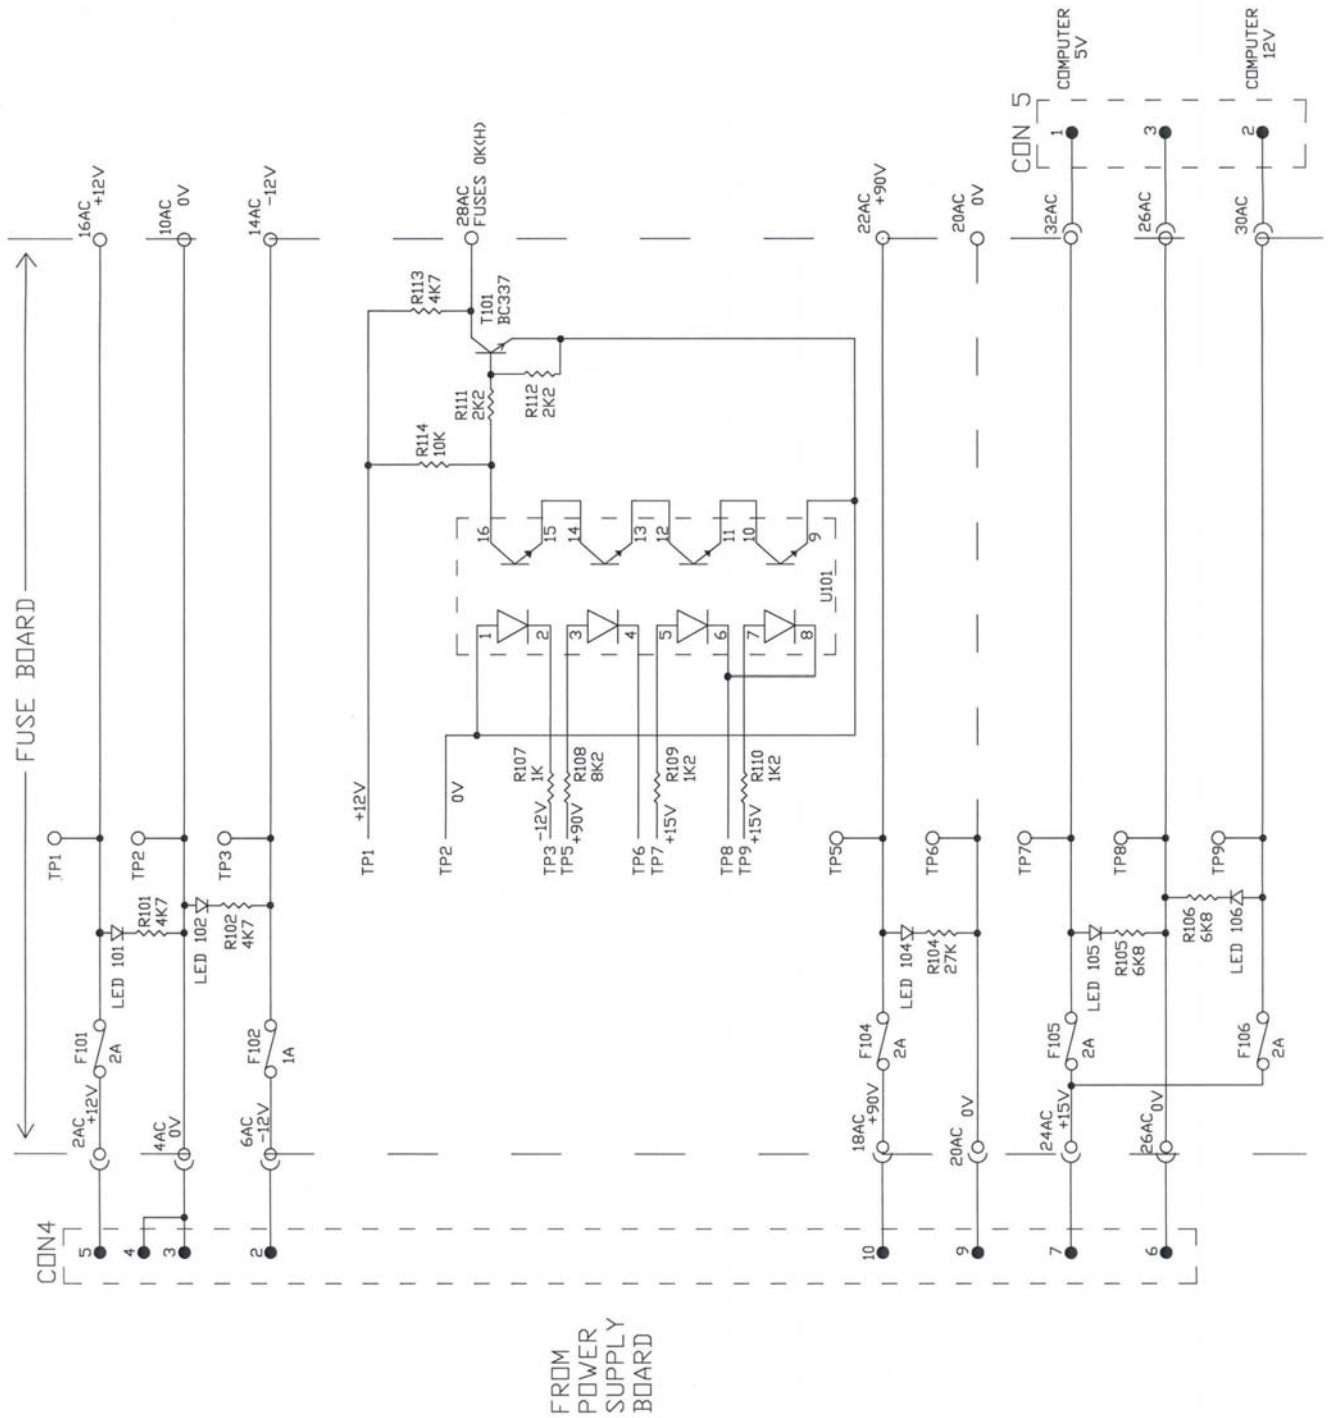 FUSE BOARD
16AC
+12V
10AC
0V
14AC
-12V
28AC
FUSES OK(H)
22AC
+90V
20AC
0V
32AC
26AC
30AC
CON 5
1
3
2
COMPUTER
5V
COMPUTER
12V
R113
4K7
T101
BC337
R111
2K2
R112
2K2
R114
10K
16
15
14
13
12
11
10
9
U101
1
2
3
4
5
6
7
8
R107
1K
R108
8K2
R109
1K2
R110
1K2
+12V
TP1
0V
TP2
-12V
TP3
+90V
TP5
TP6
+15V
TP7
TP8
+15V
TP9
TP1
TP2
TP3
TP5
TP6
TP7
TP8
TP9
LED 101
R101
4K7
LED 102
R102
4K7
LED 104
R104
27K
LED 105
R105
6K8
R106
6K8
LED 106
F101
2A
F102
1A
F104
2A
F105
2A
F106
2A
2AC
+12V
4AC
0V
6AC
-12V
18AC
+90V
20AC
0V
24AC
+15V
26AC
0V
CON4
5
4
3
2
10
9
7
6
FROM
POWER
SUPPLY
BOARD